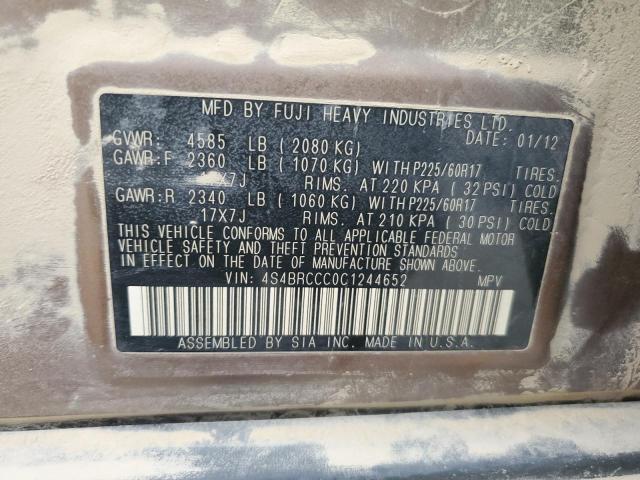 MFD BY FUJI HEAVY INDUSTRIES LTD.
GVWR: 4585 LB ( 2080 KG) DATE: 01/12
GAWR:F 2360 LB ( 1070 KG) WITH P225/60R17 TIRES.
17X7J RIMS. AT 220 KPA ( 32 PSI) COLD
GAWR:R 2340 LB ( 1060 KG) WITH P225/60R17 TIRES.
17X7J RIMS. AT 210 KPA ( 30 PSI) COLD.
THIS VEHICLE CONFORMS TO ALL APPLICABLE FEDERAL MOTOR
VEHICLE SAFETY AND THEFT PREVENTION STANDARDS
IN EFFECT ON THE DATE OF MANUFACTURE SHOWN ABOVE.
VIN: 4S4BRCCC0C1244652 MPV
ASSEMBLED BY SIA INC. MADE IN U.S.A.